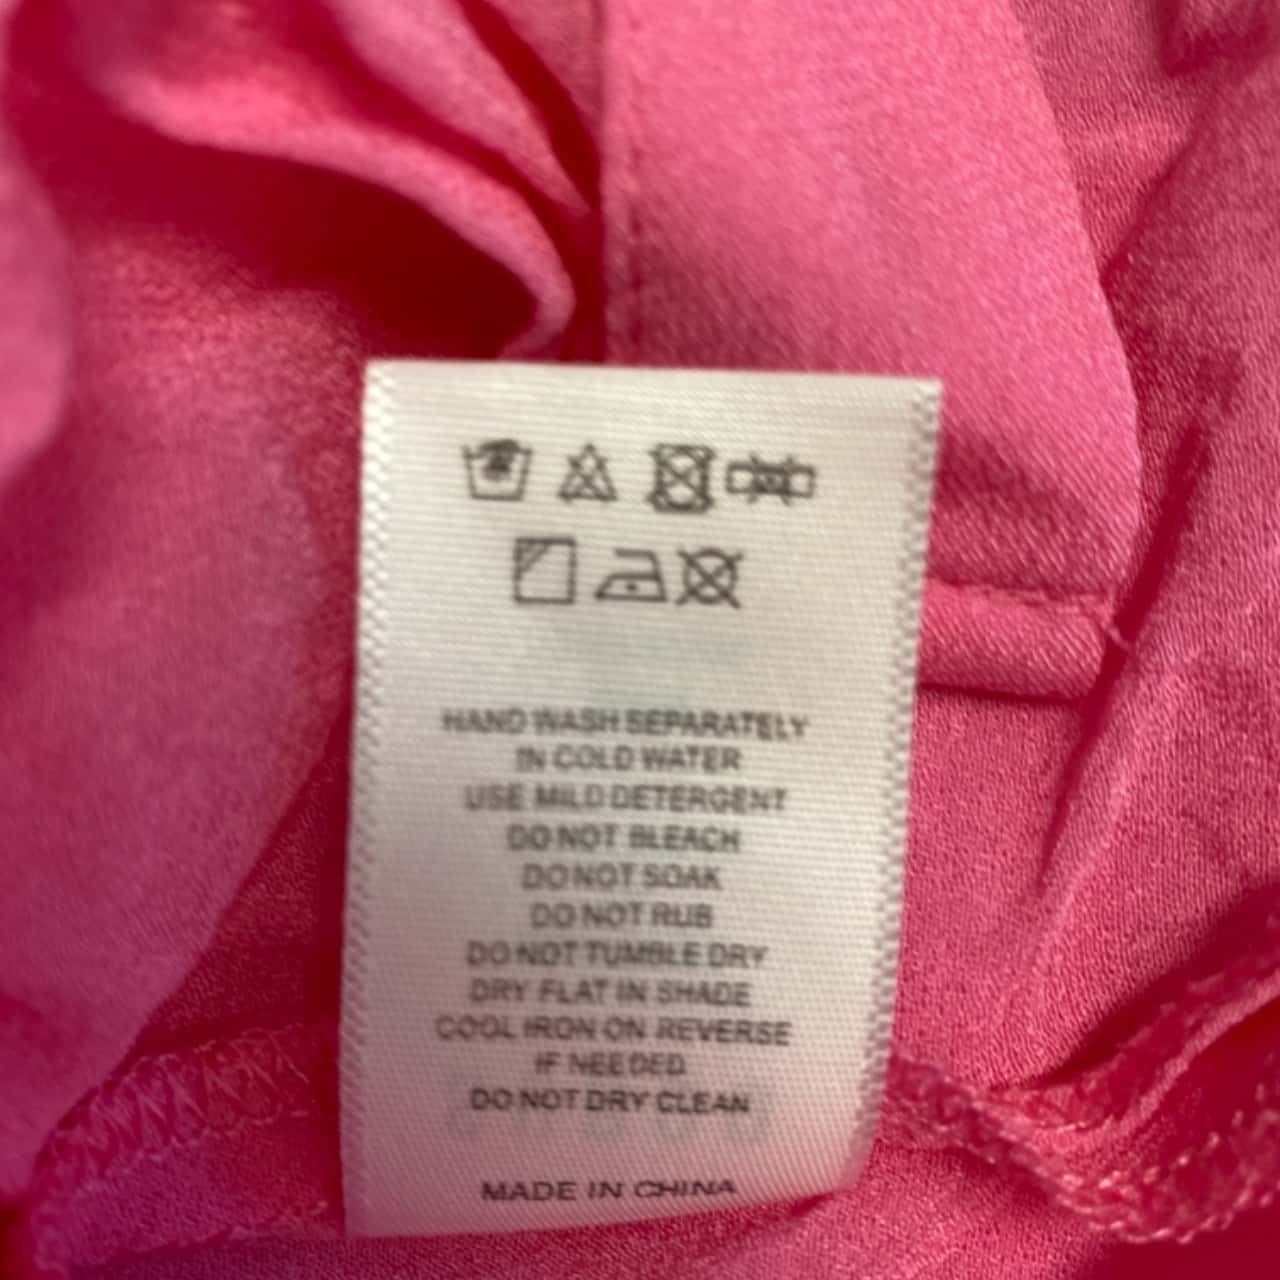 HAND WASH SEPARATELY
IN COLD WATER
USE MILD DETERGENT
DO NOT BLEACH
DO NOT SOAK
DO NOT RUB
DO NOT TUMBLE DRY
DRY FLAT IN SHADE
COOL IRON ON REVERSE
IF NEEDED
DO NOT DRY CLEAN
MADE IN CHINA